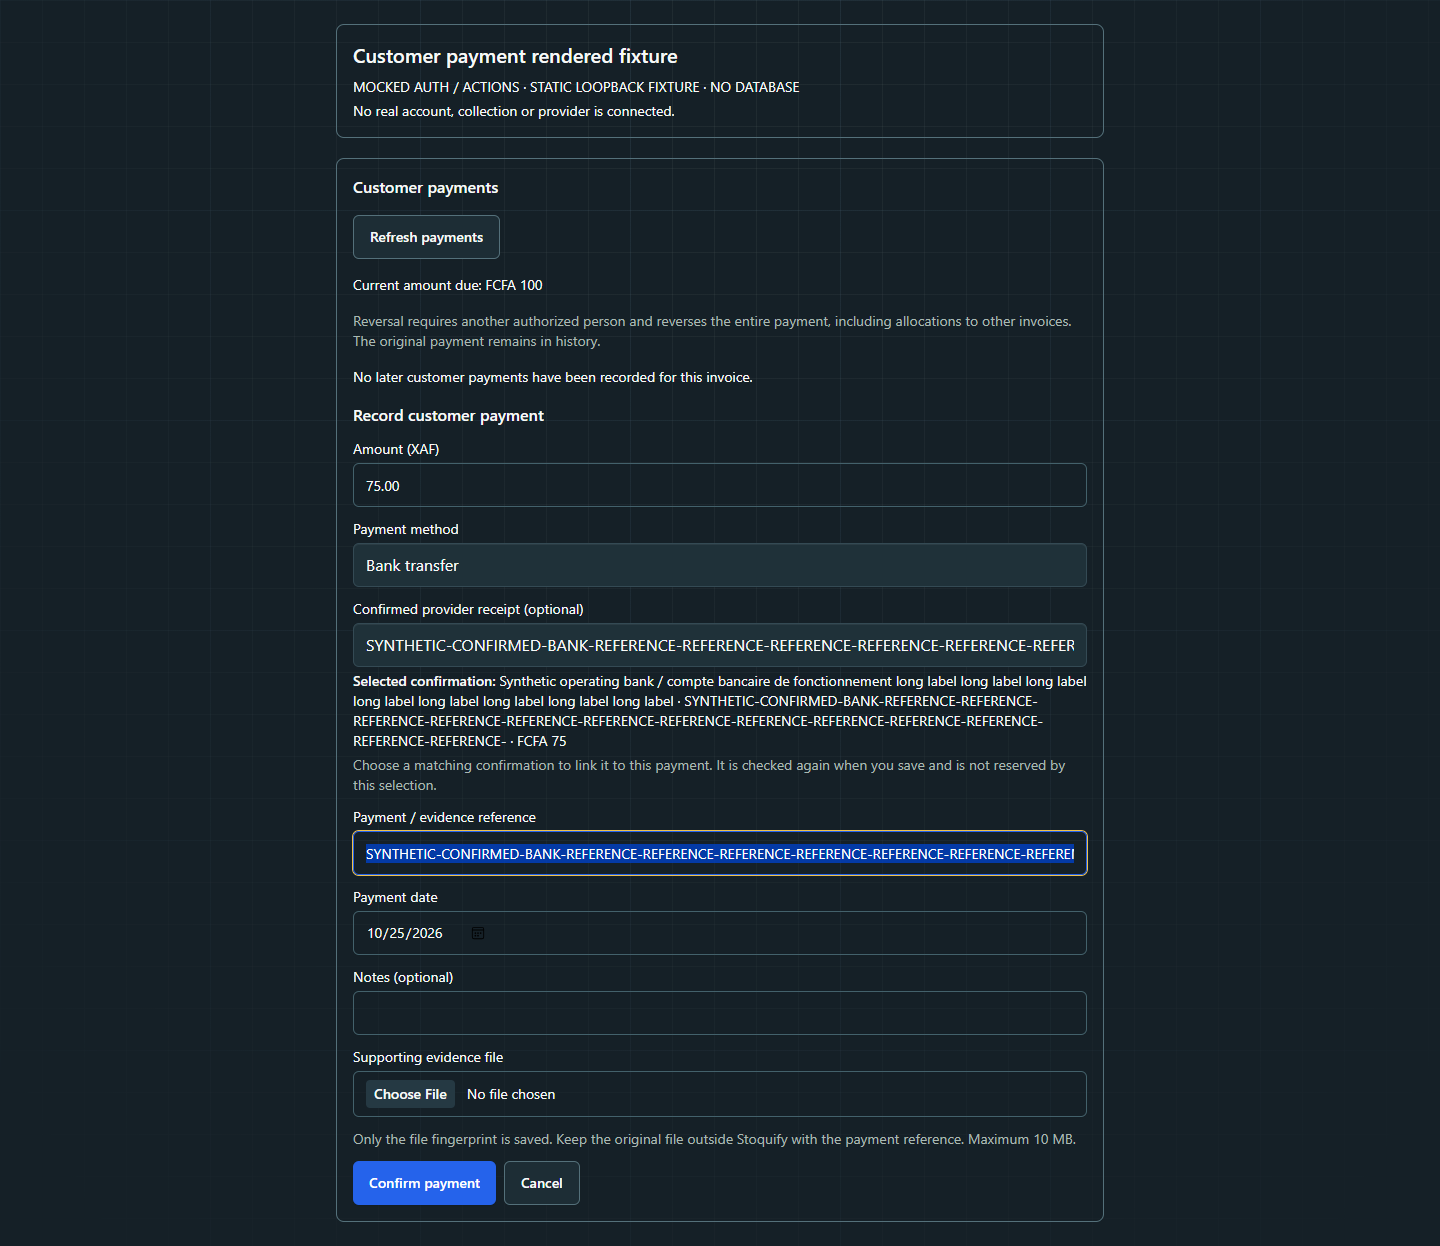 Customer payment rendered fixture
MOCKED AUTH / ACTIONS · STATIC LOOPBACK FIXTURE · NO DATABASE
No real account, collection or provider is connected.
Customer payments
Refresh payments
Current amount due: FCFA 100
Reversal requires another authorized person and reverses the entire payment, including allocations to other invoices.
The original payment remains in history.
No later customer payments have been recorded for this invoice.
Record customer payment
Amount (XAF)
75.00
Payment method
Bank transfer
Confirmed provider receipt (optional)
SYNTHETIC-CONFIRMED-BANK-REFERENCE-REFERENCE-REFERENCE-REFERENCE-REFERENCE-REFER
Selected confirmation: Synthetic operating bank / compte bancaire de fonctionnement long label long label long label
long label long label long label long label long label · SYNTHETIC-CONFIRMED-BANK-REFERENCE-REFERENCE-
REFERENCE-REFERENCE-REFERENCE-REFERENCE-REFERENCE-REFERENCE-REFERENCE-REFERENCE-REFERENCE-
REFERENCE-REFERENCE- · FCFA 75
Choose a matching confirmation to link it to this payment. It is checked again when you save and is not reserved by
this selection.
Payment / evidence reference
SYNTHETIC-CONFIRMED-BANK-REFERENCE-REFERENCE-REFERENCE-REFERENCE-REFERENCE-REFERENCE-REFEREN
Payment date
10/25/2026
Notes (optional)
Supporting evidence file
Choose File No file chosen
Only the file fingerprint is saved. Keep the original file outside Stoquify with the payment reference. Maximum 10 MB.
Confirm payment
Cancel